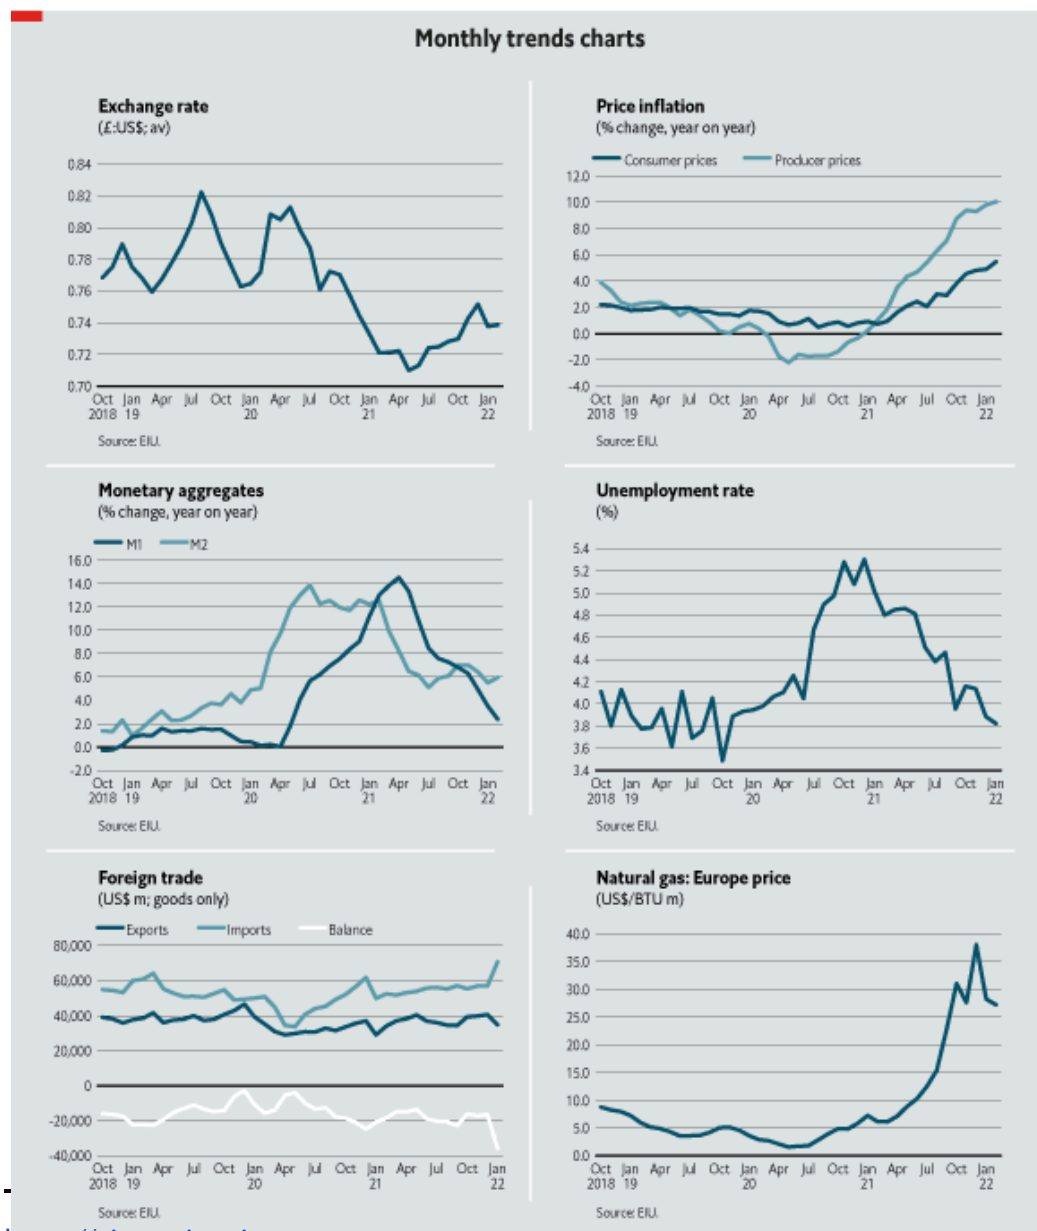 Monthly trends charts
Exchange rate
(£:US$; av)
0.84
0.82
0.80
0.78
0.76
0.74
0.72
0.70
Oct Jan Apr Jul Oct Jan Apr Jul Oct Jan Apr Jul Oct Jan
2018 19 20 21 22
Source: EIU.
Price inflation
(% change, year on year)
Consumer prices Producer prices
12.0
10.0
8.0
6.0
4.0
2.0
0.0
-2.0
-4.0
Oct Jan Apr Jul Oct Jan Apr Jul Oct Jan Apr Jul Oct Jan
2018 19 20 21 22
Source: EIU.
Monetary aggregates
(% change, year on year)
M1 M2
16.0
14.0
12.0
10.0
8.0
6.0
4.0
2.0
0.0
-2.0
Oct Jan Apr Jul Oct Jan Apr Jul Oct Jan Apr Jul Oct Jan
2018 19 20 21 22
Source: EIU.
Unemployment rate
(%)
5.4
5.2
5.0
4.8
4.6
4.4
4.2
4.0
3.8
3.6
3.4
Oct Jan Apr Jul Oct Jan Apr Jul Oct Jan Apr Jul Oct Jan
2018 19 20 21 22
Source: EIU.
Foreign trade
(US$ m; goods only)
Exports Imports Balance
80,000
60,000
40,000
20,000
0
-20,000
-40,000
Oct Jan Apr Jul Oct Jan Apr Jul Oct Jan Apr Jul Oct Jan
2018 19 20 21 22
Source: EIU.
Natural gas: Europe price
(US$/BTU m)
40.0
35.0
30.0
25.0
20.0
15.0
10.0
5.0
0.0
Oct Jan Apr Jul Oct Jan Apr Jul Oct Jan Apr Jul Oct Jan
2018 19 20 21 22
Source: EIU.